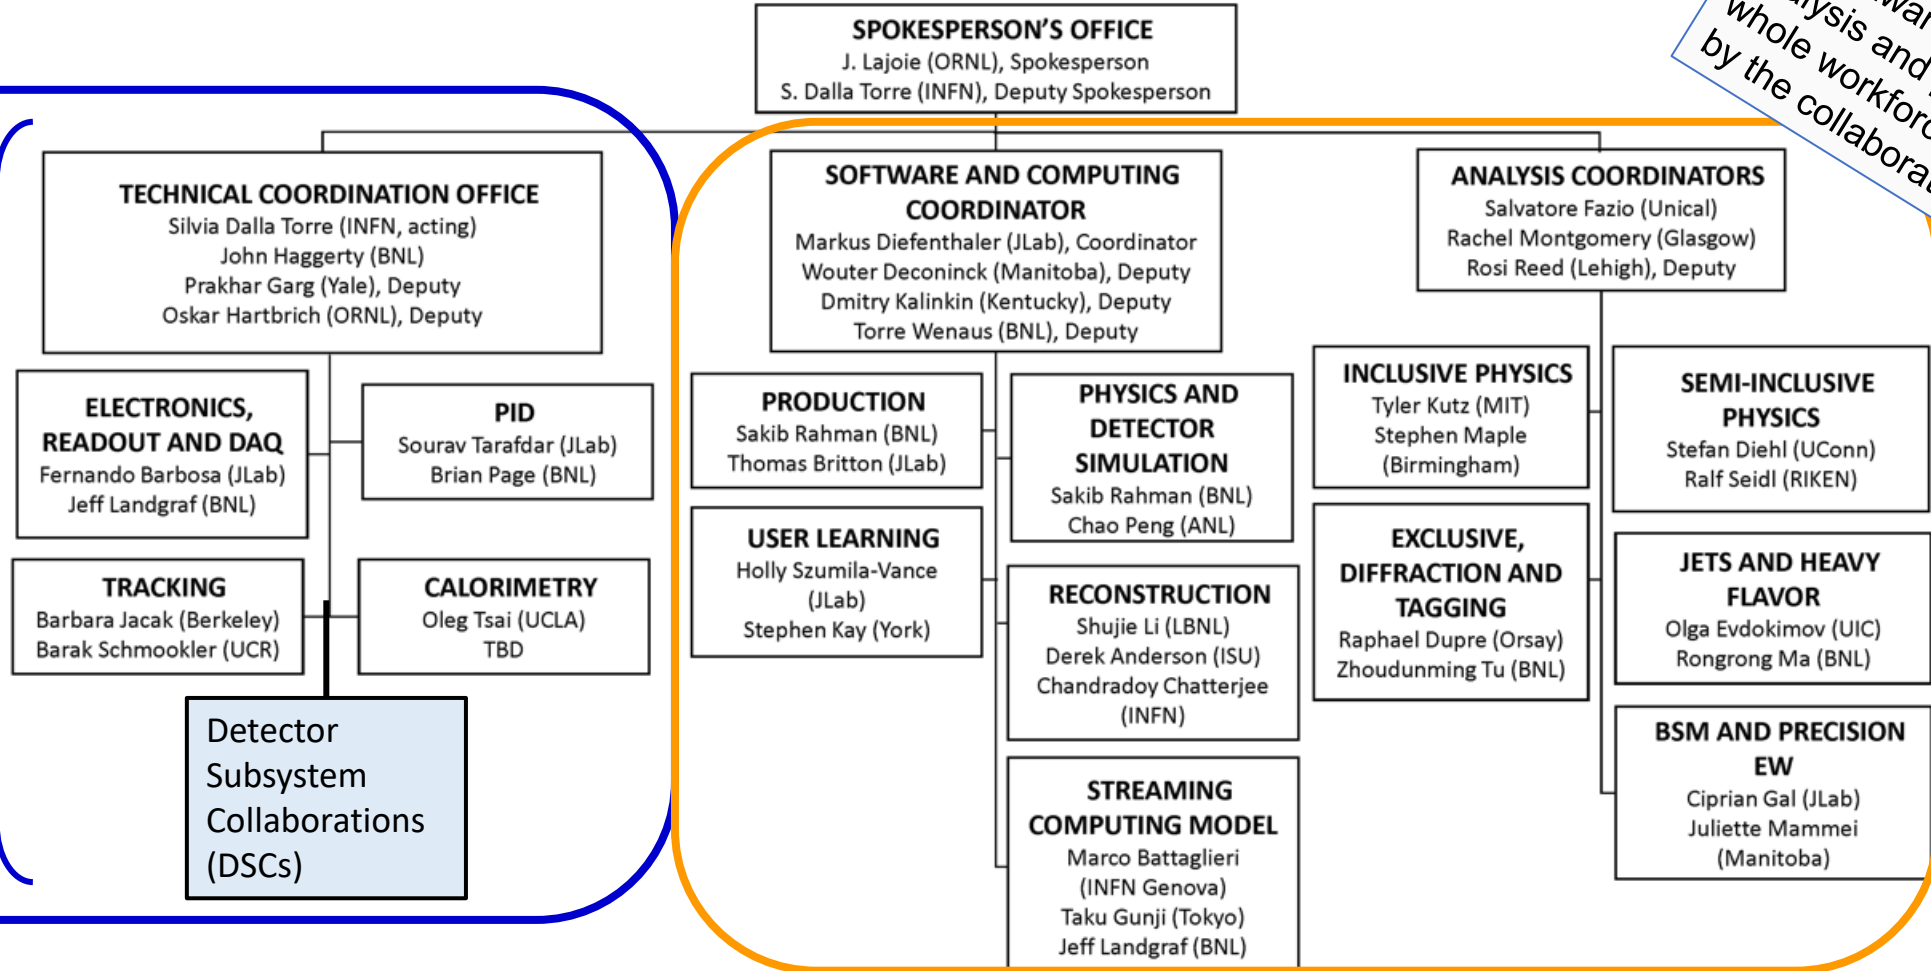 SPOKESPERSON'S OFFICE
J. Lajoie (ORNL), Spokesperson
S. Dalla Torre (INFN), Deputy Spokesperson
and
whole
by the
TECHNICAL COORDINATION OFFICE
Silvia Dalla Torre (INFN, acting)
John Haggerty (BNL)
Prakhar Garg (Yale), Deputy
Oskar Hartbrich (ORNL), Deputy
ELECTRONICS,
READOUT AND DAQ
Fernando Barbosa (JLab)
Jeff Landgraf (BNL)
PID
Sourav Tarafdar (JLab)
Brian Page (BNL)
TRACKING
Barbara Jacak (Berkeley)
Barak Schmookler (UCR)
CALORIMETRY
Oleg Tsai (UCLA)
TBD
Detector
Subsystem
Collaborations
(DSCs)
SOFTWARE AND COMPUTING
COORDINATOR
Markus Diefenthaler (JLab), Coordinator
Wouter Deconinck (Manitoba), Deputy
Dmitry Kalinkin (Kentucky), Deputy
Torre Wenaus (BNL), Deputy
PRODUCTION
Sakib Rahman (BNL)
Thomas Britton (JLab)
PHYSICS AND
DETECTOR
SIMULATION
Sakib Rahman (BNL)
Chao Peng (ANL)
USER LEARNING
Holly Szumila-Vance
(JLab)
Stephen Kay (York)
RECONSTRUCTION
Shujie Li (LBNL)
Derek Anderson (ISU)
Chandradoy Chatterjee
(INFN)
STREAMING
COMPUTING MODEL
Marco Battaglieri
(INFN Genova)
Taku Gunji (Tokyo)
Jeff Landgraf (BNL)
ANALYSIS COORDINATORS
Salvatore Fazio (Unical)
Rachel Montgomery (Glasgow)
Rosi Reed (Lehigh), Deputy
INCLUSIVE PHYSICS
Tyler Kutz (MIT)
Stephen Maple
(Birmingham)
SEMI-INCLUSIVE
PHYSICS
Stefan Diehl (UConn)
Ralf Seidl (RIKEN)
EXCLUSIVE,
DIFFRACTION AND
TAGGING
Raphael Dupre (Orsay)
Zhoudunming Tu (BNL)
JETS AND HEAVY
FLAVOR
Olga Evdokimov (UIC)
Rongrong Ma (BNL)
BSM AND PRECISION
EW
Ciprian Gal (JLab)
Juliette Mammei
(Manitoba)